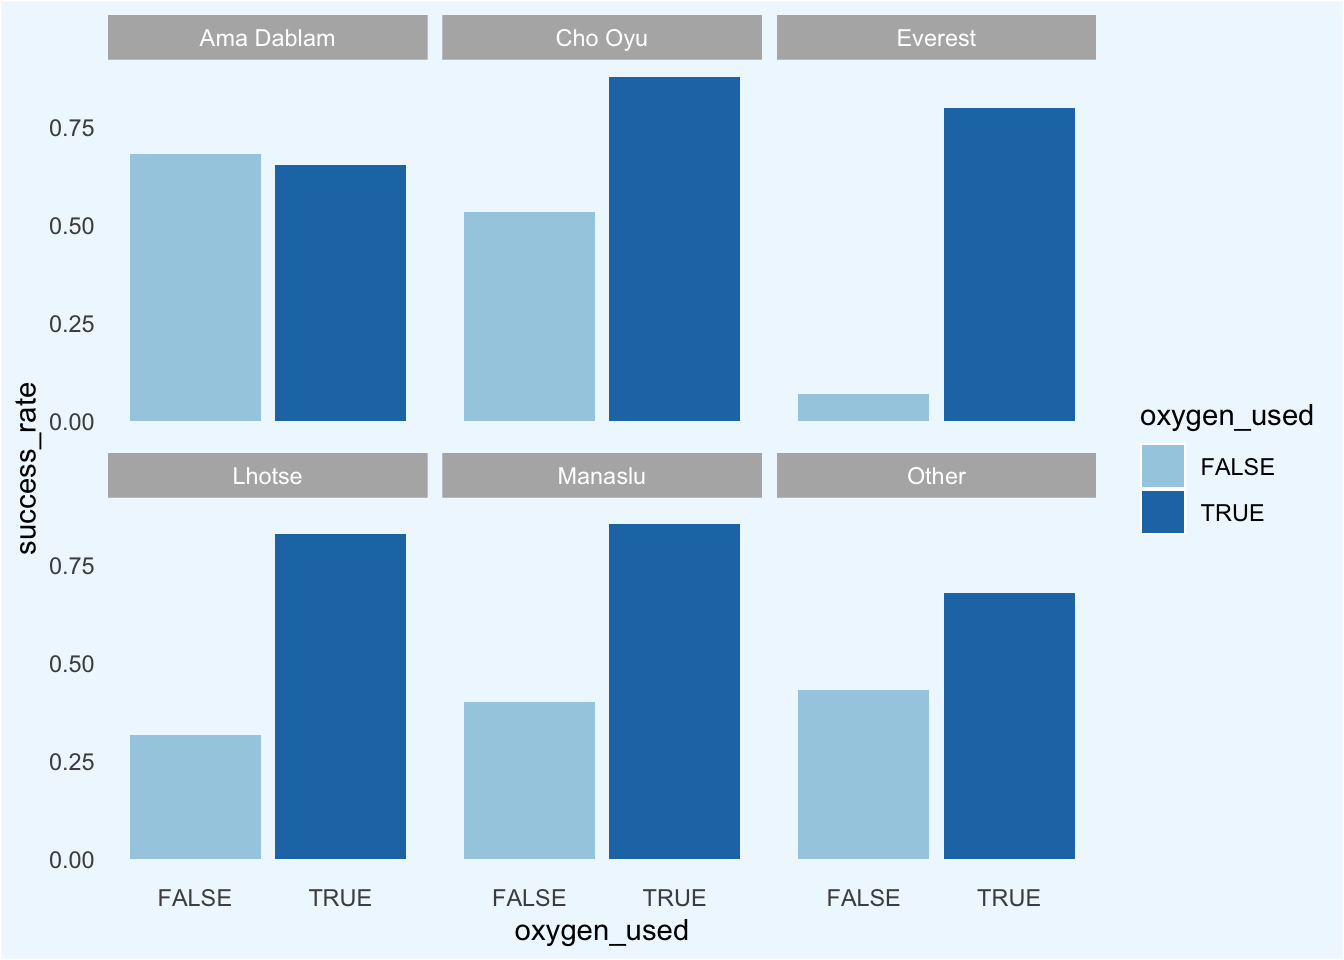 Ama Dablam
Cho Oyu
Everest
0.75
0.50
0.25
0.00
success_rate
Lhotse
Manaslu
Other
0.75
0.50
0.25
0.00
FALSE
TRUE
FALSE
TRUE
FALSE
TRUE
oxygen_used
oxygen_used
FALSE
TRUE